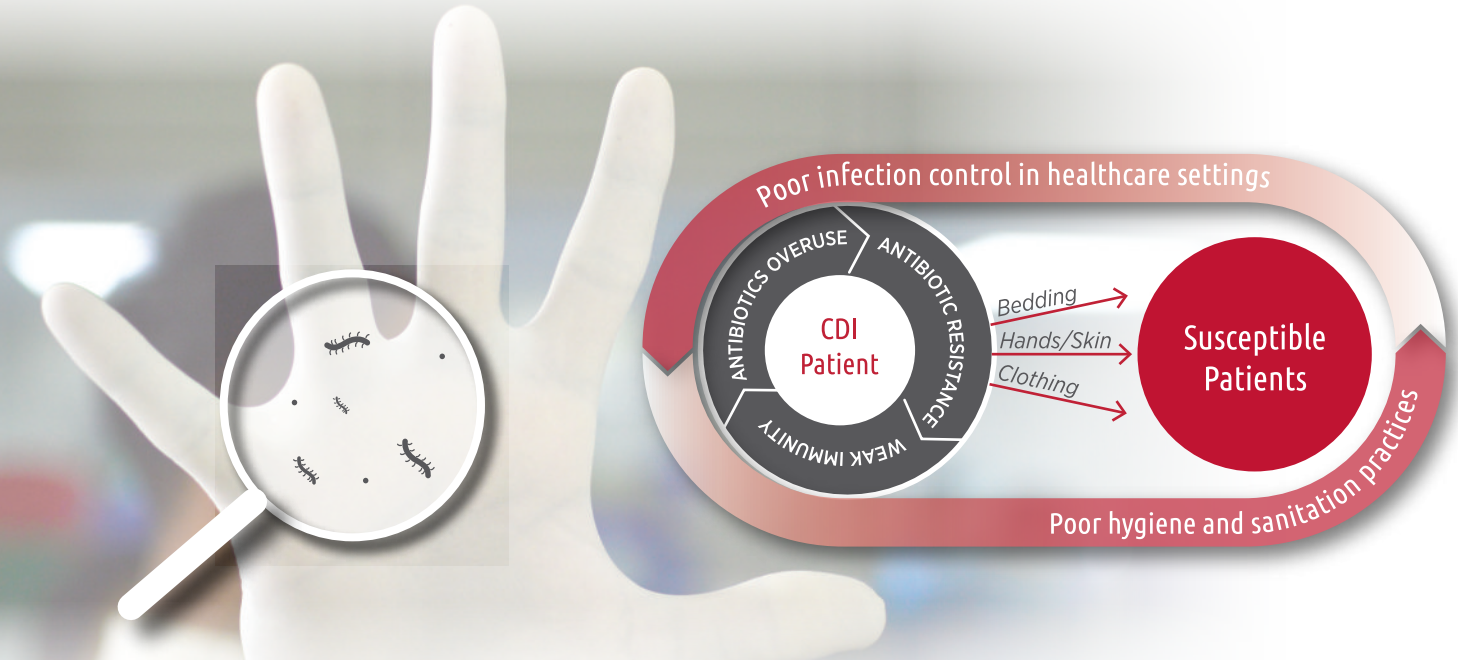 Poor infection control in healthcare settings
ANTIBIOTICS OVERUSE
ANTIBIOTIC RESISTANCE
WEAK IMMUNITY
CDI
Patient
Bedding
Hands/Skin
Clothing
Susceptible
Patients
Poor hygiene and sanitation practices